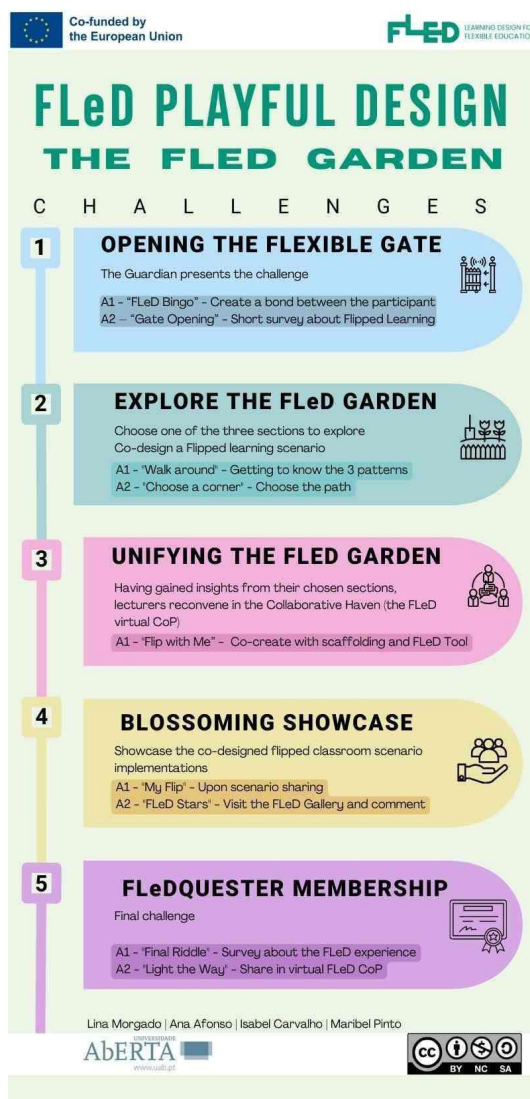 Co-funded by
the European Union
FLeD
LEARNING DESIGN FOR
FLEXIBLE EDUCATION
FLeD PLAYFUL DESIGN
THE FLED GARDEN
CHALLENGES
1
OPENING THE FLEXIBLE GATE
The Guardian presents the challenge
A1 - "FLeD Bingo" - Create a bond between the participant
A2 – "Gate Opening" - Short survey about Flipped Learning
2
EXPLORE THE FLeD GARDEN
Choose one of the three sections to explore
Co-design a Flipped learning scenario
A1 - "Walk around" - Getting to know the 3 patterns
A2 - "Choose a corner" - Choose the path
3
UNIFYING THE FLED GARDEN
Having gained insights from their chosen sections,
lecturers reconvene in the Collaborative Haven (the FLeD
virtual CoP)
A1 - "Flip with Me" - Co-create with scaffolding and FLeD Tool
4
BLOSSOMING SHOWCASE
Showcase the co-designed flipped classroom scenario
implementations
A1 - "My Flip" - Upon scenario sharing
A2 - "FLeD Stars" - Visit the FLeD Gallery and comment
5
FLeDQUESTER MEMBERSHIP
Final challenge
A1 - "Final Riddle" - Survey about the FLeD experience
A2 - "Light the Way" - Share in virtual FLeD CoP
Lina Morgado | Ana Afonso | Isabel Carvalho | Maribel Pinto
UNIVERSIDADE
AbERTA
www.uab.pt
cc
BY NC SA